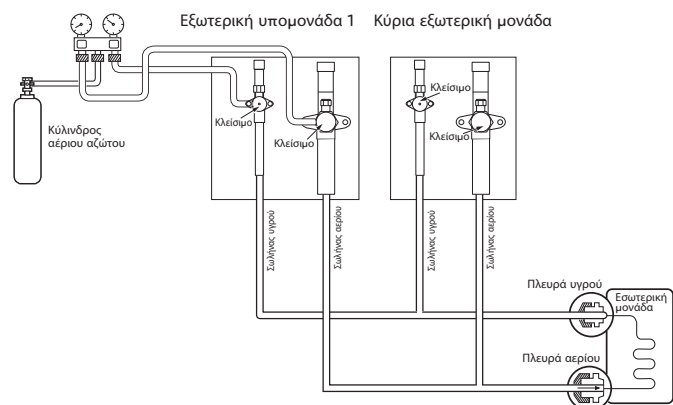 Εξωτερική υπομονάδα 1
Κύρια εξωτερική μονάδα
Κύλινδρος
αέριου αζώτου
Κλείσιμο
Κλείσιμο
Κλείσιμο
Κλείσιμο
Σωλήνας υγρού
Σωλήνας αερίου
Σωλήνας υγρού
Σωλήνας αερίου
Πλευρά υγρού
Εσωτερική
μονάδα
Πλευρά αερίου